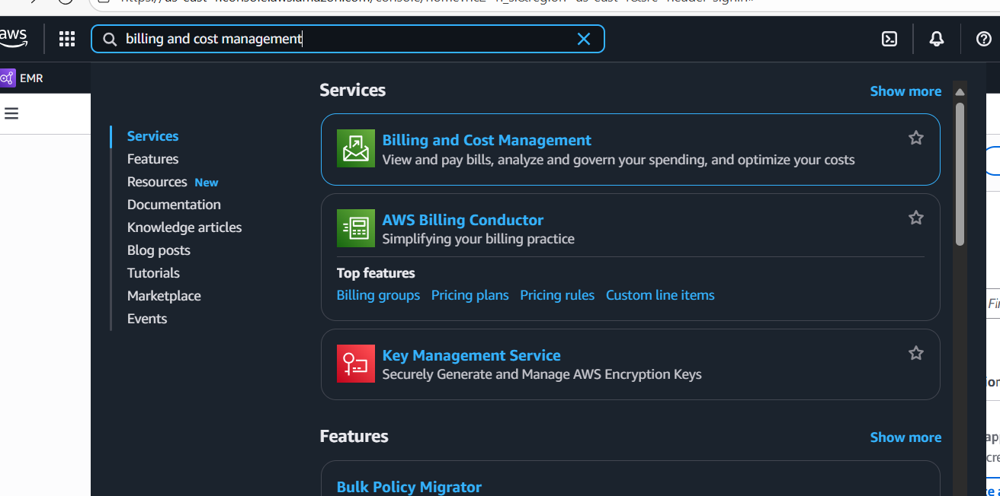 aws
billing and cost management
EMR
Services
Show more
Services
Features
Resources New
Documentation
Knowledge articles
Blog posts
Tutorials
Marketplace
Events
Billing and Cost Management
View and pay bills, analyze and govern your spending, and optimize your costs
AWS Billing Conductor
Simplifying your billing practice
Top features
Billing groups Pricing plans Pricing rules Custom line items
Key Management Service
Securely Generate and Manage AWS Encryption Keys
Features
Show more
Bulk Policy Migrator